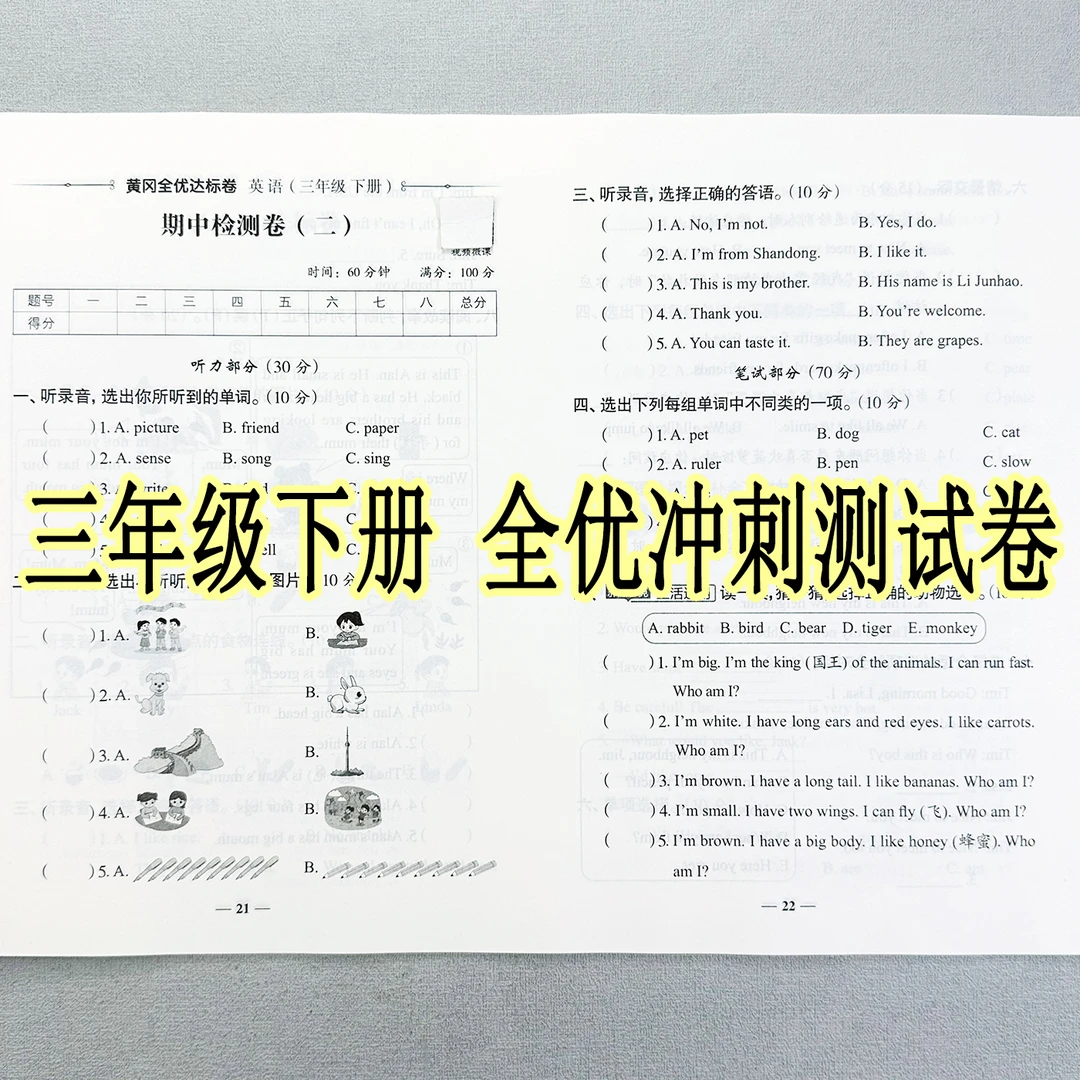 黄冈全优达标卷 英语(三年级 下册)
期中检测卷(二)
视频微课
时间:60分钟 满分:100分
题号 一 二 三 四 五 六 七 八 总分
得分
听力部分(30分)
一、听录音,选出你所听到的单词。(10分)
( )1. A. picture B. friend C. paper
( )2. A. sense B. song C. sing
( )3. A. write C.
C.
C.
选出 所听 图片 10分
( )1. A. B.
( )2. A. B.
( )3. A. B.
( )4. A. B.
( )5. A. B.
— 21 —
三年级下册 全优冲刺测试卷
三、听录音,选择正确的答语。(10分)
( )1. A. No, I'm not. B. Yes, I do.
( )2. A. I'm from Shandong. B. I like it.
( )3. A. This is my brother. B. His name is Li Junhao.
( )4. A. Thank you. B. You're welcome.
( )5. A. You can taste it. B. They are grapes.
笔试部分(70分)
四、选出下列每组单词中不同类的一项。(10分)
( )1. A. pet B. dog C. cat
( )2. A. ruler B. pen C. slow
A. rabbit B. bird C. bear D. tiger E. monkey
( )1. I'm big. I'm the king (国王) of the animals. I can run fast.
Who am I?
( )2. I'm white. I have long ears and red eyes. I like carrots.
Who am I?
( )3. I'm brown. I have a long tail. I like bananas. Who am I?
( )4. I'm small. I have two wings. I can fly (飞). Who am I?
( )5. I'm brown. I have a big body. I like honey (蜂蜜). Who
am I?
— 22 —